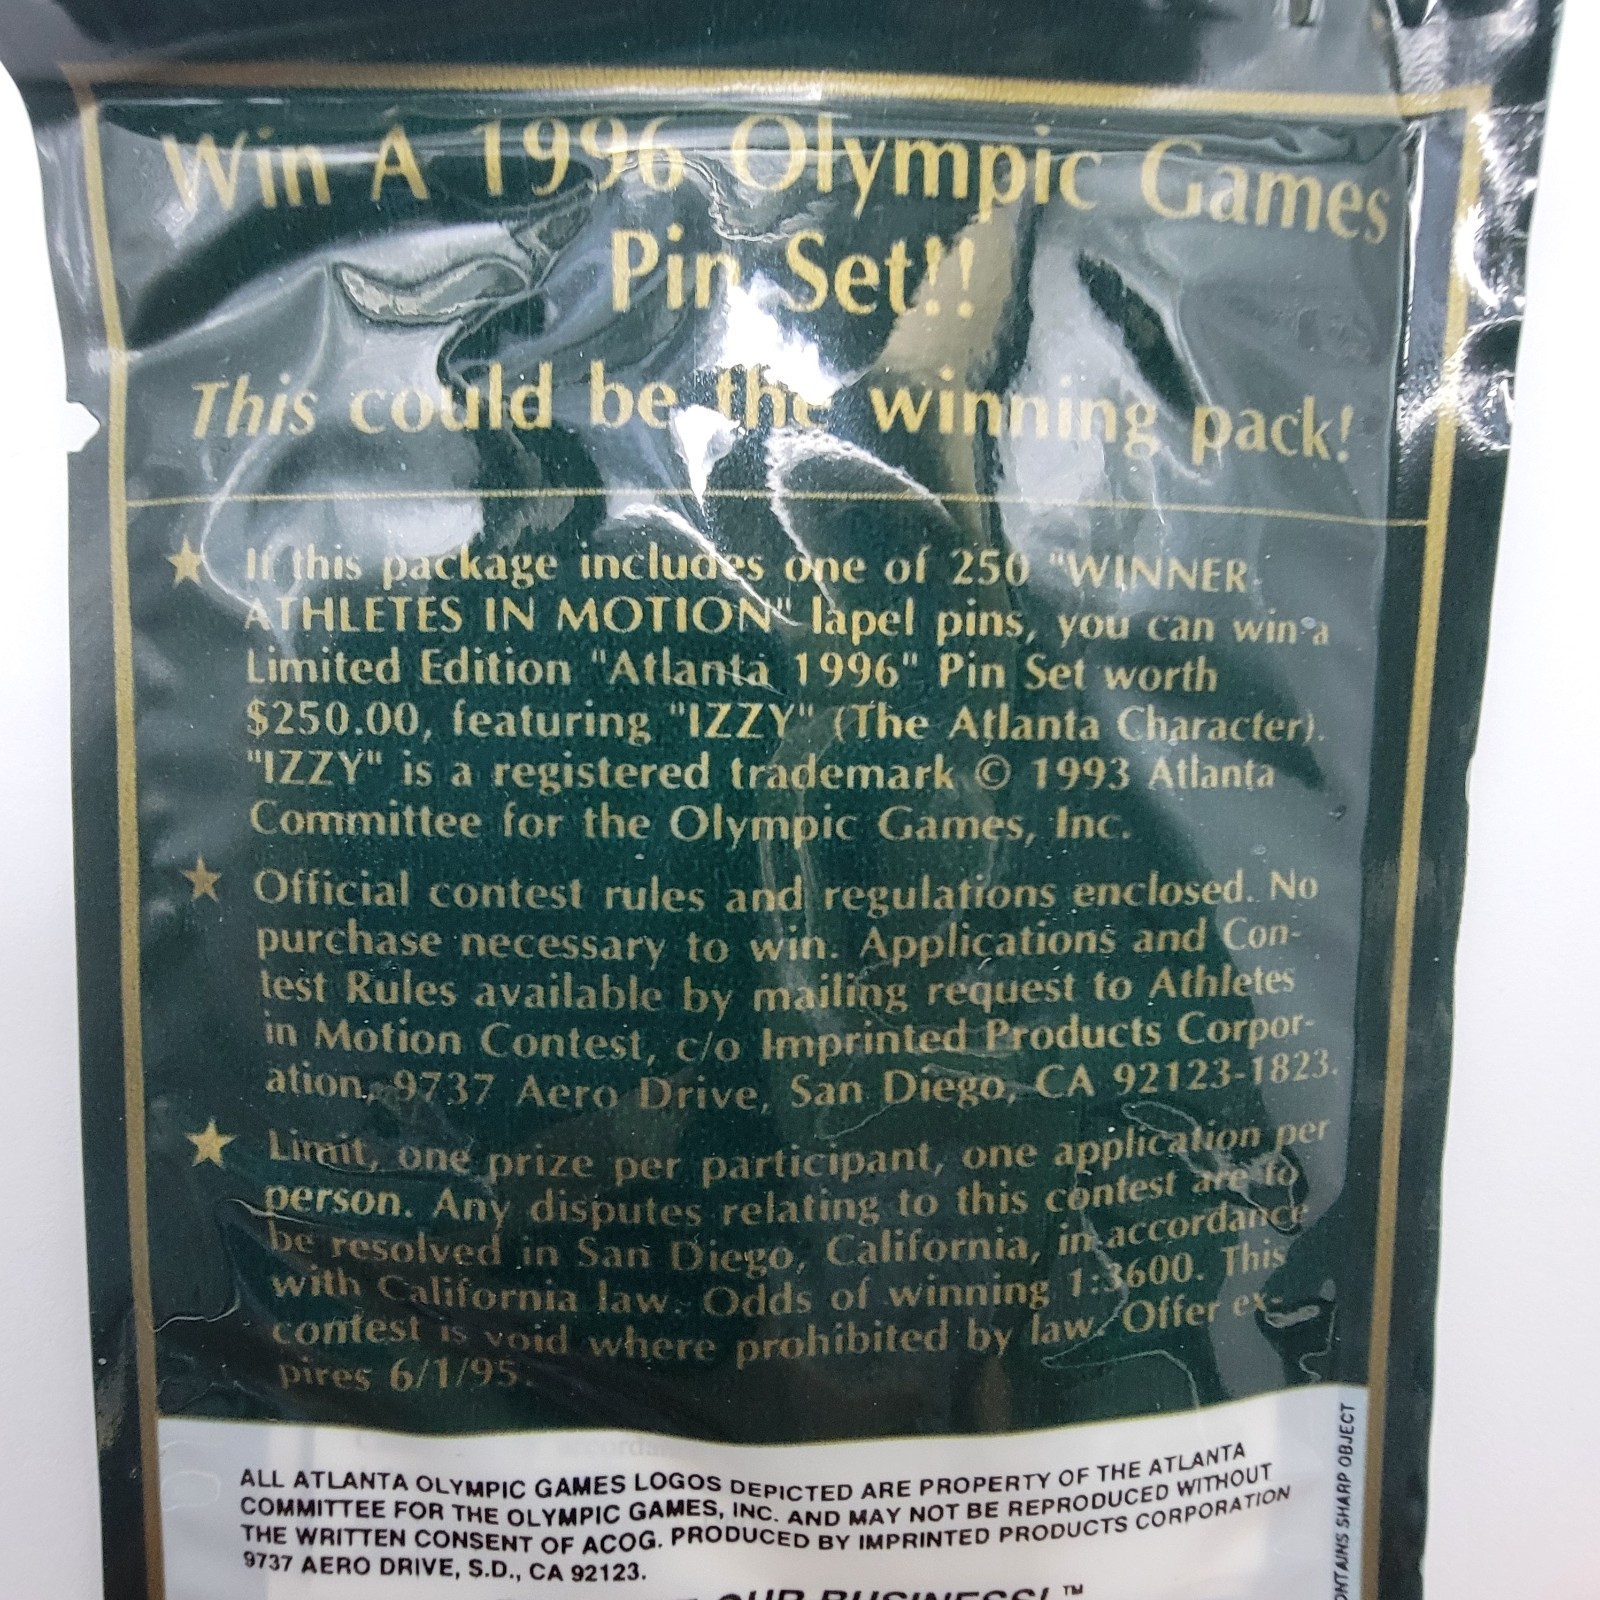 Win A 1996 Olympic Games
Pin Set!!
This could be the winning pack!
If this package includes one of 250 "WINNER
ATHLETES IN MOTION" lapel pins, you can win a
Limited Edition "Atlanta 1996" Pin Set worth
$250.00, featuring "IZZY" (The Atlanta Character).
"IZZY" is a registered trademark © 1993 Atlanta
Committee for the Olympic Games, Inc.
Official contest rules and regulations enclosed. No
purchase necessary to win. Applications and Con-
test Rules available by mailing request to Athletes
in Motion Contest, c/o Imprinted Products Corpor-
ation, 9737 Aero Drive, San Diego, CA 92123-1823.
Limit, one prize per participant, one application per
person. Any disputes relating to this contest are to
be resolved in San Diego, California, in accordance
with California law. Odds of winning 1:3600. This
contest is void where prohibited by law. Offer ex-
pires 6/1/95.
ALL ATLANTA OLYMPIC GAMES LOGOS DEPICTED ARE PROPERTY OF THE ATLANTA
COMMITTEE FOR THE OLYMPIC GAMES, INC. AND MAY NOT BE REPRODUCED WITHOUT
THE WRITTEN CONSENT OF ACOG. PRODUCED BY IMPRINTED PRODUCTS CORPORATION
9737 AERO DRIVE, S.D., CA 92123.
OUR BUSINESS! ™
SHARP OBJECT